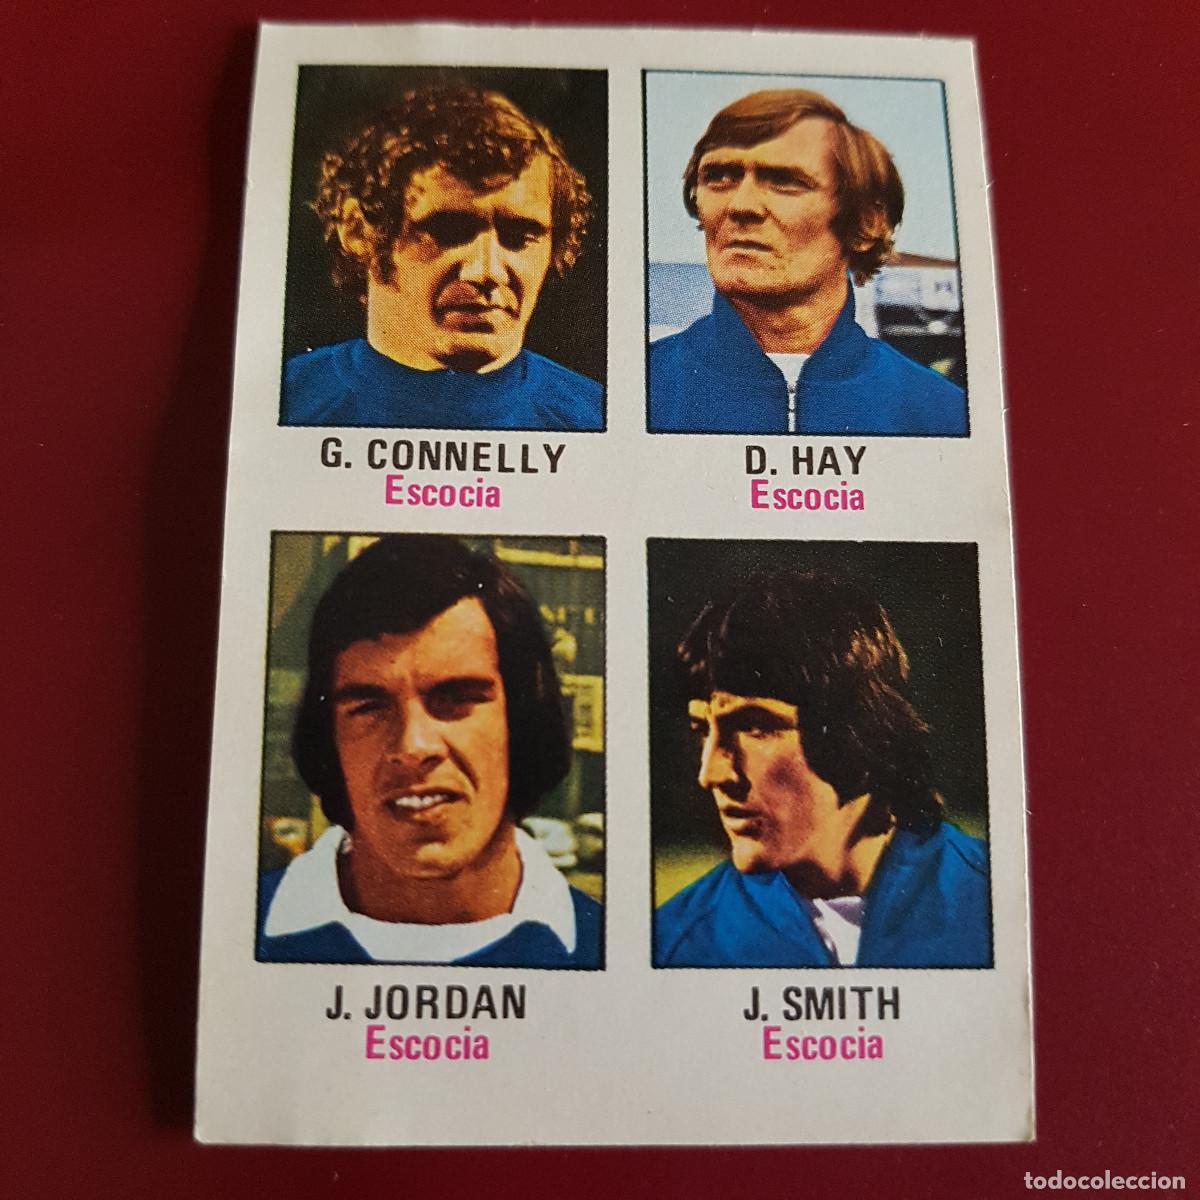 G. CONNELLY
Escocia
D. HAY
Escocia
J. JORDAN
Escocia
J. SMITH
Escocia
todocoleccion